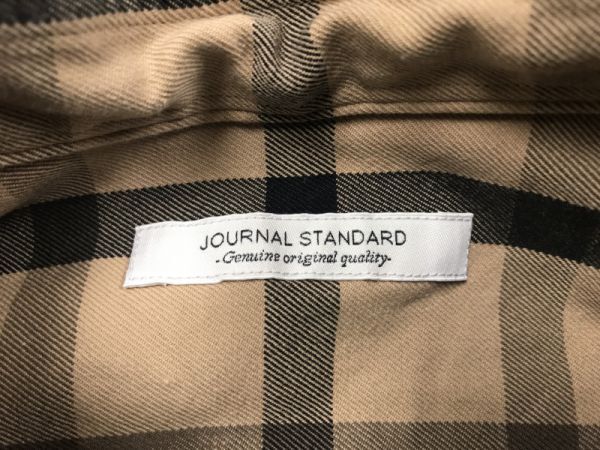 JOURNAL STANDARD
-Genuine original quality-